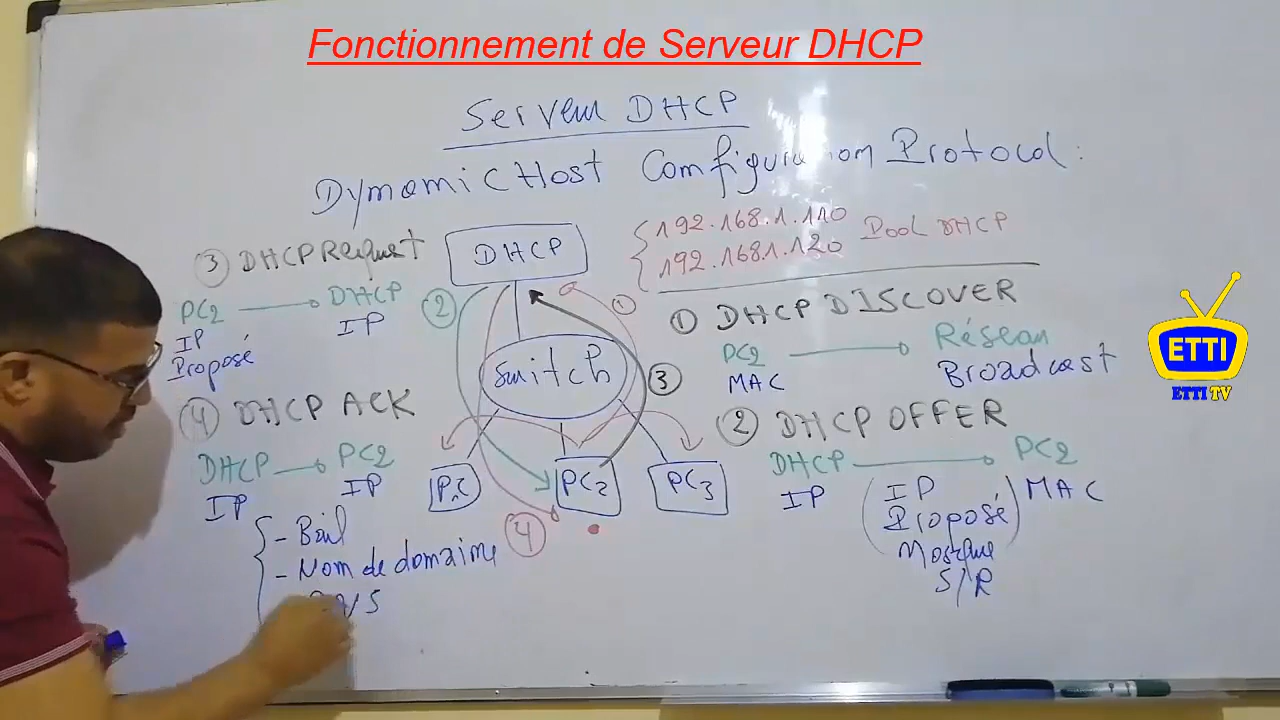 Fonctionnement de Serveur DHCP
Serveur DHCP
Dynamic Host Configuration Protocol:
192.168.1.110
192.168.1.120
Pool DHCP
③ DHCP Request
PC2 DHCP
IP IP
Proposé
④ DHCP ACK
DHCP PC2
IP IP
- Bail
- Nom de domaine
DHCP
②
①
Switch
③
PC2
PC3
④
① DHCP DISCOVER
PC2 Réseau
MAC Broadcast
② DHCP OFFER
DHCP PC2
IP (IP Proposé) MAC
Masque
S/R
ETTI
ETTI TV